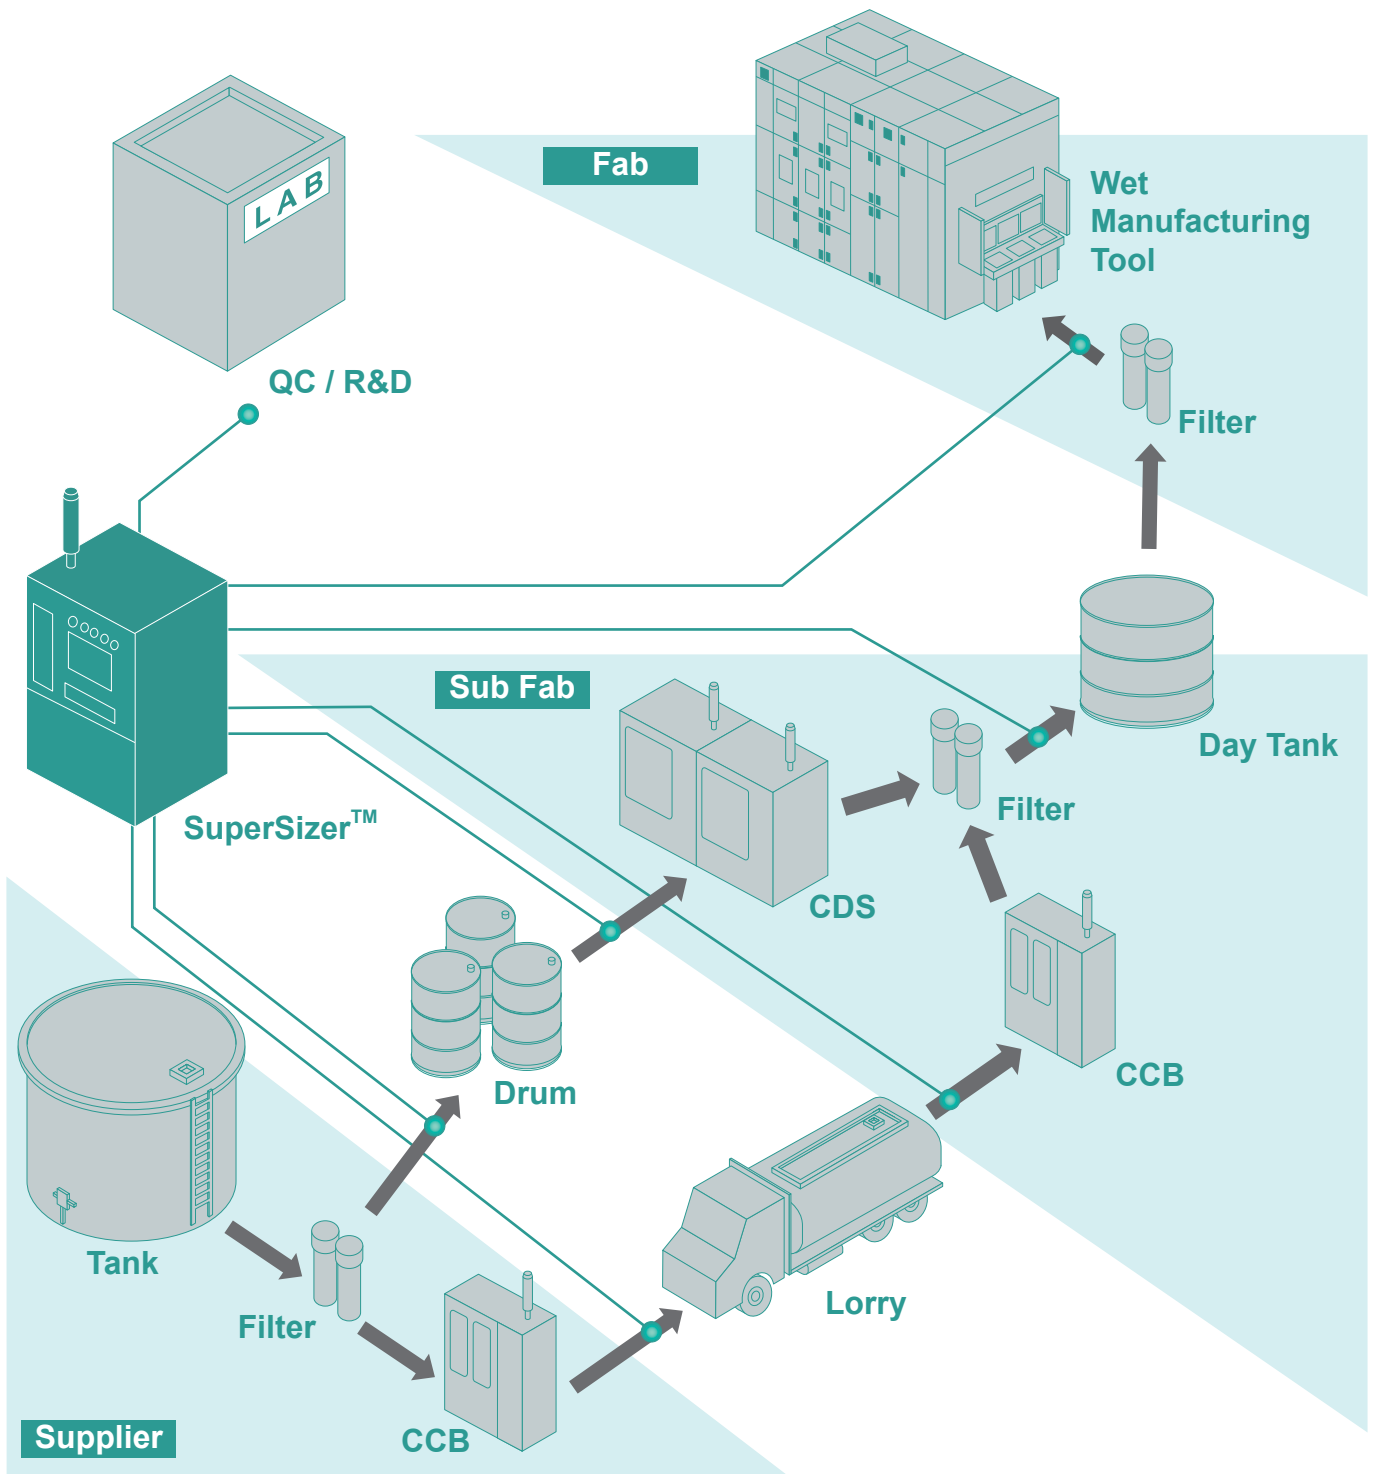 Fab
LAB
Wet
Manufacturing
Tool
QC / R&D
Filter
Sub Fab
Day Tank
Filter
SuperSizer™
CDS
CCB
Drum
Tank
Lorry
Filter
CCB
Supplier